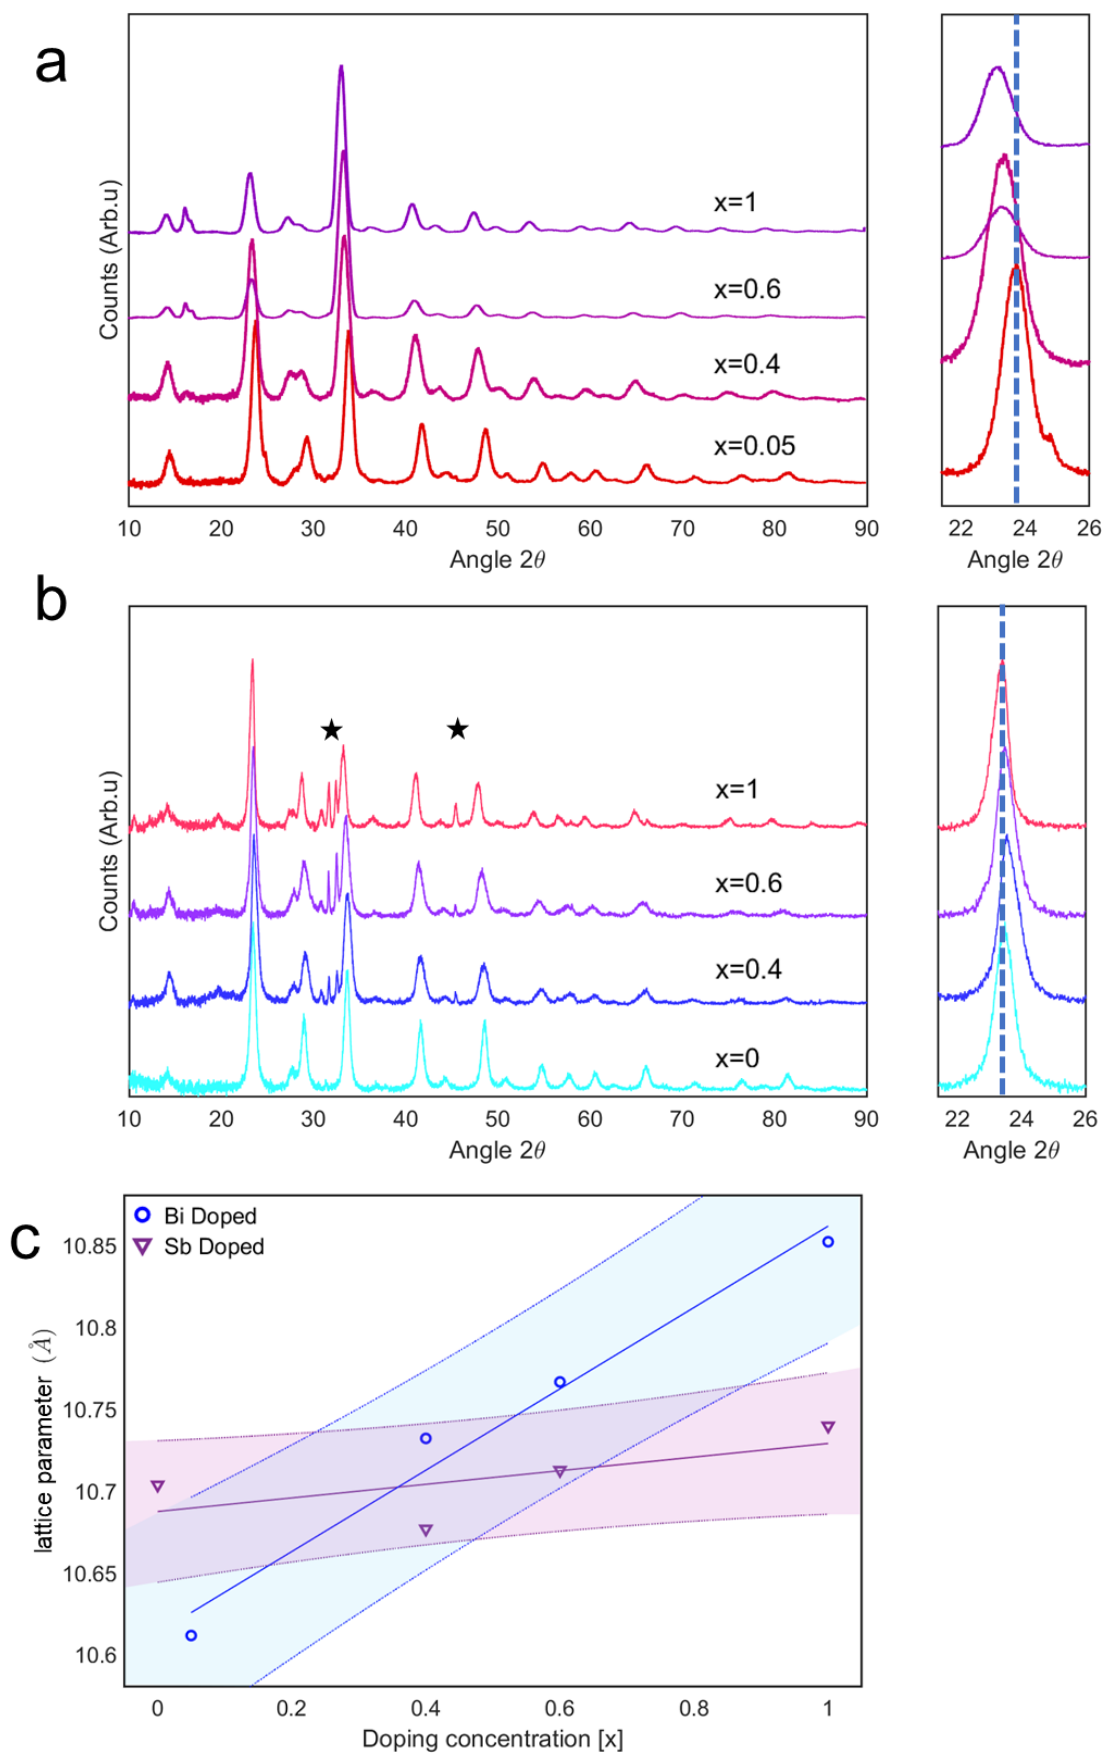 a
Counts (Arb.u)
x=1
x=0.6
x=0.4
x=0.05
10 20 30 40 50 60 70 80 90
Angle 2θ
22 24 26
Angle 2θ
b
Counts (Arb.u)
x=1
x=0.6
x=0.4
x=0
10 20 30 40 50 60 70 80 90
Angle 2θ
22 24 26
Angle 2θ
c
Bi Doped
Sb Doped
lattice parameter (Å)
10.85
10.8
10.75
10.7
10.65
10.6
0 0.2 0.4 0.6 0.8 1
Doping concentration [x]